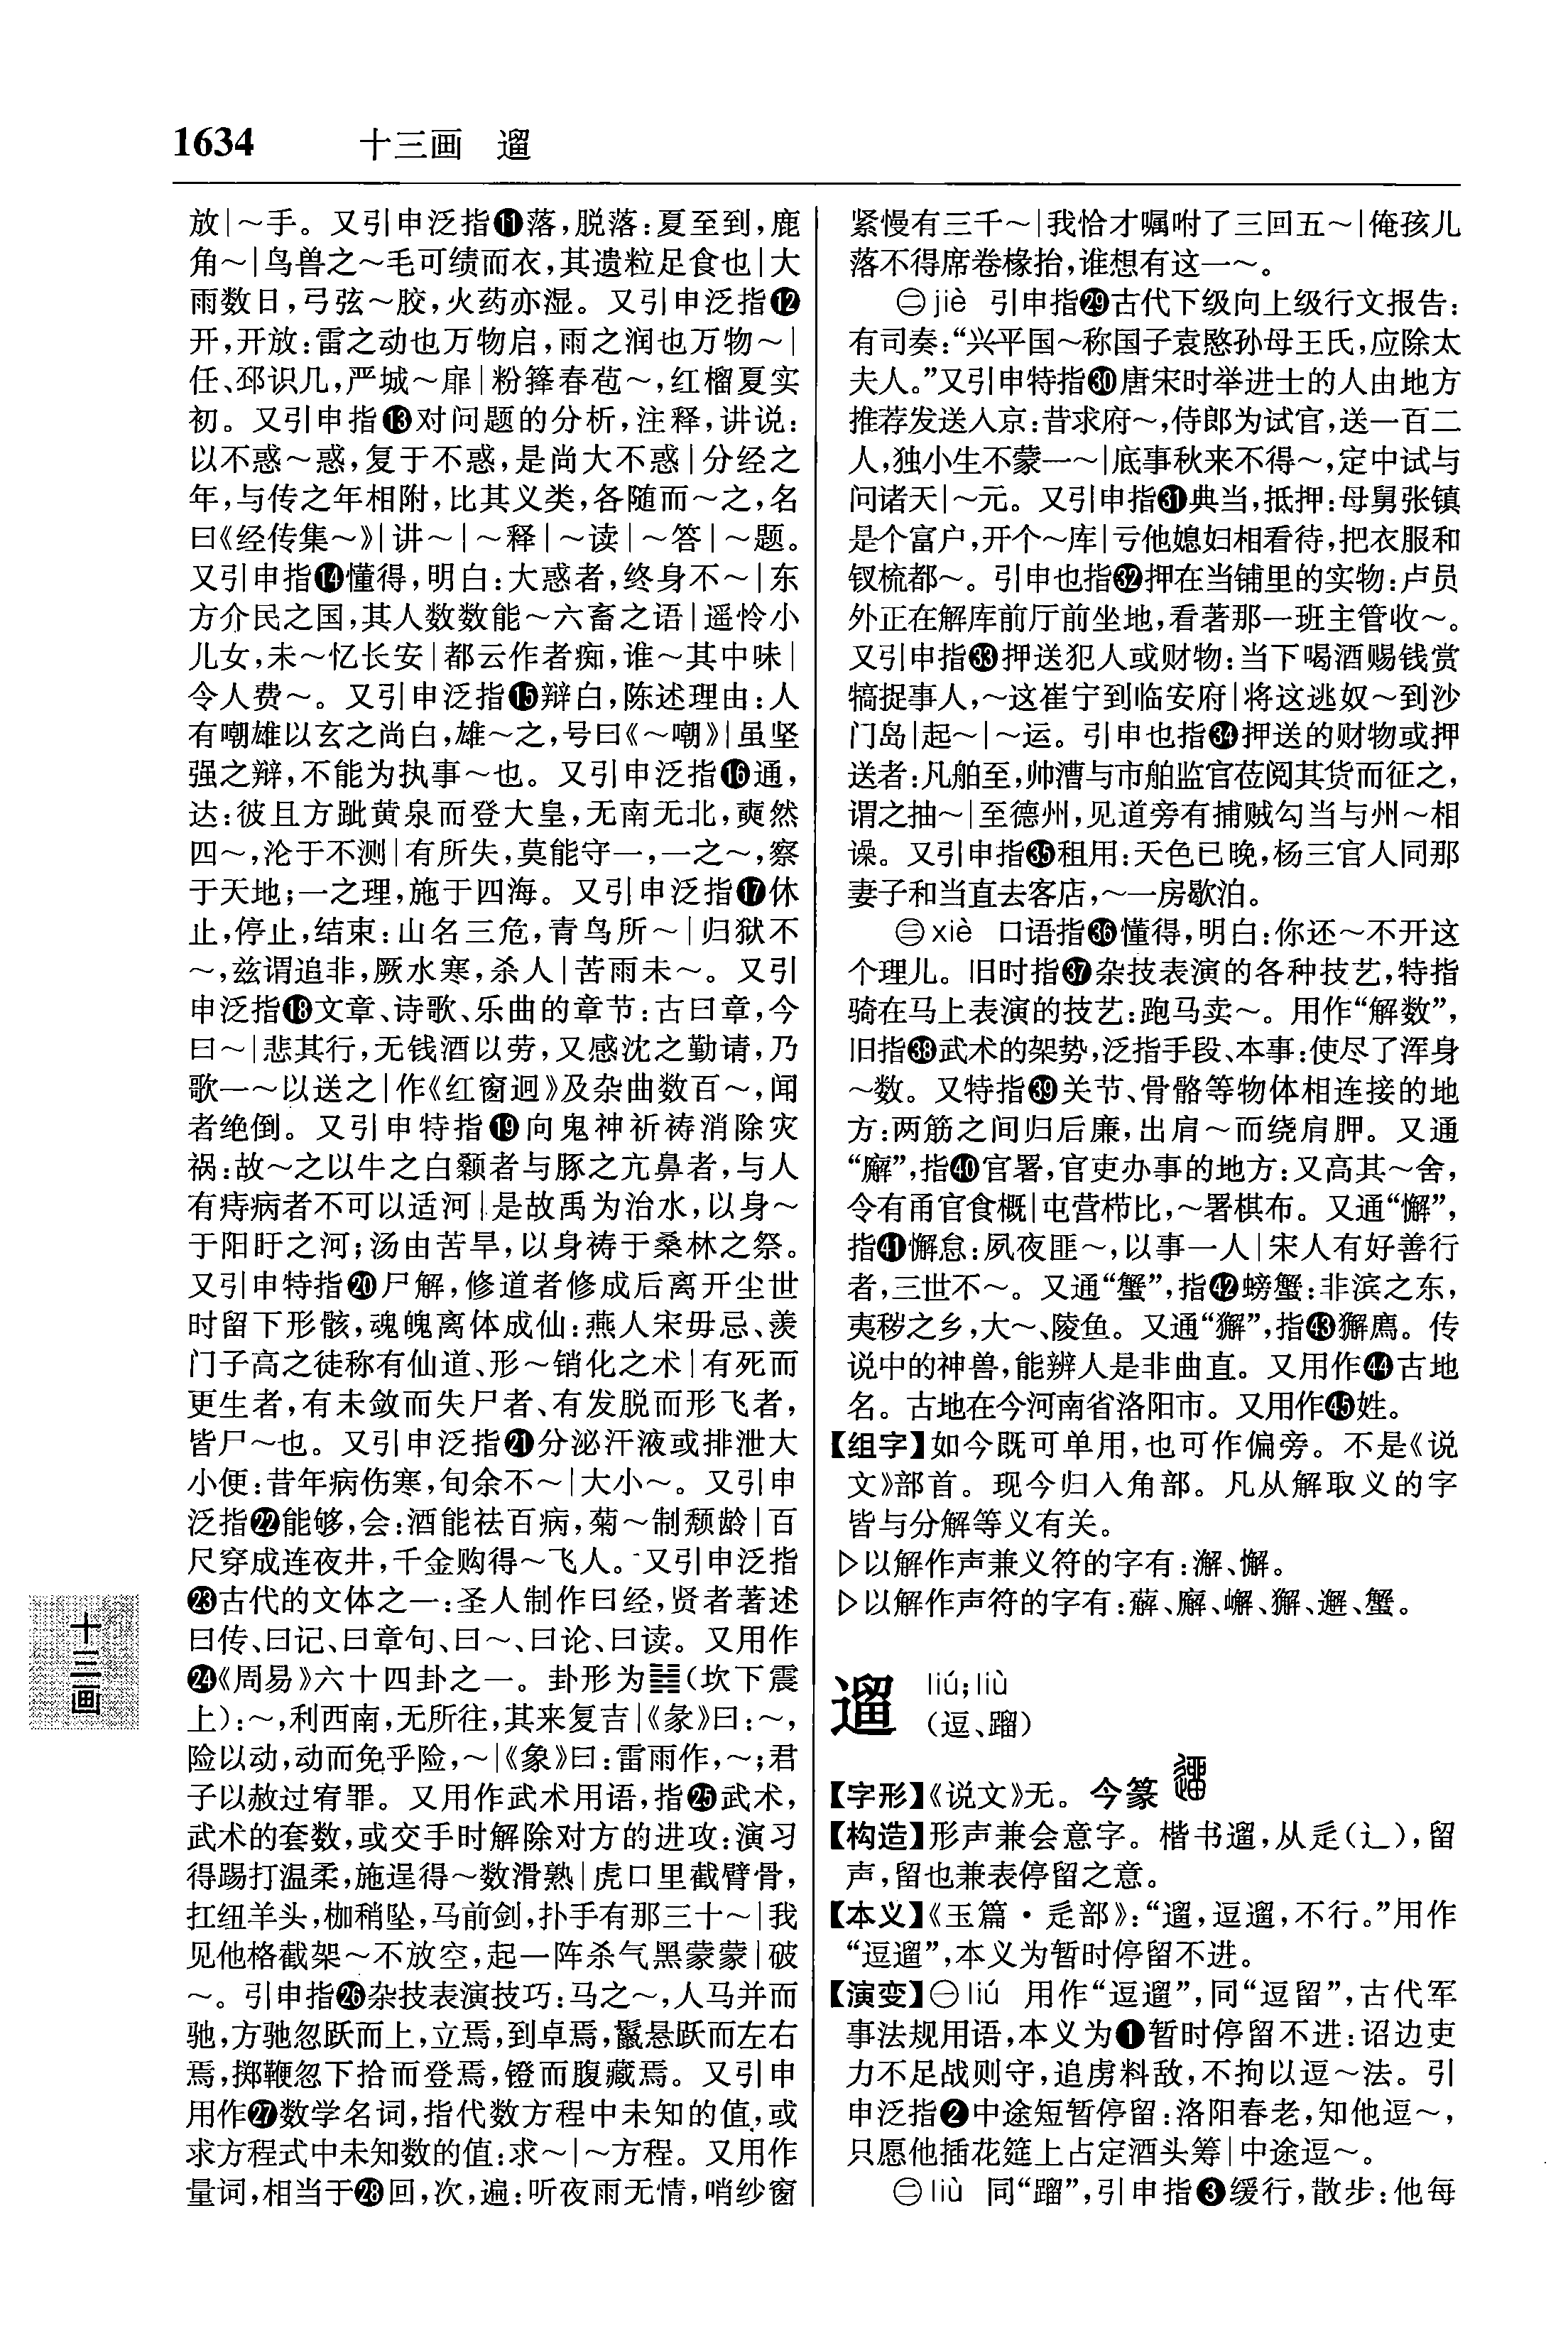 1634 十三画 遛
放|～手。又引申泛指⓫落,脱落:夏至到,鹿
角～|鸟兽之～毛可绩而衣,其遗粒足食也|大
雨数日,弓弦～胶,火药亦湿。又引申泛指⓬
开,开放:雷之动也万物启,雨之润也万物～|
任、邳识几,严城～扉|粉箨春苞～,红榴夏实
初。又引申指⓭对问题的分析,注释,讲说:
以不惑～惑,复于不惑,是尚大不惑|分经之
年,与传之年相附,比其义类,各随而～之,名
曰《经传集～》|讲～|～释|～读|～答|～题。
又引申指⓮懂得,明白:大惑者,终身不～|东
方介民之国,其人数数能～六畜之语|遥怜小
儿女,未～忆长安|都云作者痴,谁～其中味|
令人费～。又引申泛指⓯辩白,陈述理由:人
有嘲雄以玄之尚白,雄～之,号曰《～嘲》|虽坚
强之辩,不能为执事～也。又引申泛指⓰通,
达:彼且方跐黄泉而登大皇,无南无北,奭然
四～,沦于不测|有所失,莫能守一,一之～,察
于天地;一之理,施于四海。又引申泛指⓱休
止,停止,结束:山名三危,青鸟所～|归狱不
～,兹谓追非,厥水寒,杀人|苦雨未～。又引
申泛指⓲文章、诗歌、乐曲的章节:古曰章,今
曰～|悲其行,无钱酒以劳,又感沈之勤请,乃
歌一～以送之|作《红窗迥》及杂曲数百～,闻
者绝倒。又引申特指⓳向鬼神祈祷消除灾
祸:故～之以牛之白颡者与豚之亢鼻者,与人
有痔病者不可以适河|是故禹为治水,以身～
于阳盱之河;汤由苦旱,以身祷于桑林之祭。
又引申特指⓴尸解,修道者修成后离开尘世
时留下形骸,魂魄离体成仙:燕人宋毋忌、羡
门子高之徒称有仙道、形～销化之术|有死而
更生者,有未敛而失尸者、有发脱而形飞者,
皆尸～也。又引申泛指㉑分泌汗液或排泄大
小便:昔年病伤寒,旬余不～|大小～。又引申
泛指㉒能够,会:酒能祛百病,菊～制颓龄|百
尺穿成连夜井,千金购得～飞人。又引申泛指
㉓古代的文体之一:圣人制作曰经,贤者著述
曰传、曰记、曰章句、曰～、曰论、曰读。又用作
㉔《周易》六十四卦之一。卦形为䷧(坎下震
上):～,利西南,无所往,其来复吉|《彖》曰:～,
险以动,动而免乎险,～|《象》曰:雷雨作,～;君
子以赦过宥罪。又用作武术用语,指㉕武术,
武术的套数,或交手时解除对方的进攻:演习
得踢打温柔,施逞得～数滑熟|虎口里截臂骨,
扛纽羊头,枷稍坠,马前剑,扑手有那三十～|我
见他格截架～不放空,起一阵杀气黑蒙蒙|破
～。引申指㉖杂技表演技巧:马之～,人马并而
驰,方驰忽跃而上,立焉,到卓焉,鬣悬跃而左右
焉,掷鞭忽下拾而登焉,镫而腹藏焉。又引申
用作㉗数学名词,指代数方程中未知的值,或
求方程式中未知数的值:求～|～方程。又用作
量词,相当于㉘回,次,遍:听夜雨无情,哨纱窗
紧慢有三千～|我恰才嘱咐了三回五～|俺孩儿
落不得席卷椽抬,谁想有这一～。
㊁jiè 引申指㉙古代下级向上级行文报告:
有司奏:“兴平国～称国子袁愍孙母王氏,应除太
夫人。”又引申特指㉚唐宋时举进士的人由地方
推荐发送入京:昔求府～,侍郎为试官,送一百二
人,独小生不蒙一～|底事秋来不得～,定中试与
问诸天|～元。又引申指㉛典当,抵押:母舅张镇
是个富户,开个～库|亏他媳妇相看待,把衣服和
钗梳都～。引申也指㉜押在当铺里的实物:卢员
外正在解库前厅前坐地,看著那一班主管收～。
又引申指㉝押送犯人或财物:当下喝酒赐钱赏
犒捉事人,～这崔宁到临安府|将这逃奴～到沙
门岛|起～|～运。引申也指㉞押送的财物或押
送者:凡舶至,帅漕与市舶监官莅阅其货而征之,
谓之抽～|至德州,见道旁有捕贼勾当与州～相
譟。又引申指㉟租用:天色已晚,杨三官人同那
妻子和当直去客店,～一房歇泊。
㊂xiè 口语指㊱懂得,明白:你还～不开这
个理儿。旧时指㊲杂技表演的各种技艺,特指
骑在马上表演的技艺:跑马卖～。用作“解数”,
旧指㊳武术的架势,泛指手段、本事:使尽了浑身
～数。又特指㊴关节、骨骼等物体相连接的地
方:两筋之间归后廉,出肩～而绕肩胛。又通
“廨”,指㊵官署,官吏办事的地方:又高其～舍,
令有甬官食概|屯营栉比,～署棋布。又通“懈”,
指㊶懈怠:夙夜匪～,以事一人|宋人有好善行
者,三世不～。又通“蟹”,指㊷螃蟹:非滨之东,
夷秽之乡,大～、陵鱼。又通“獬”,指㊸獬廌。传
说中的神兽,能辨人是非曲直。又用作㊹古地
名。古地在今河南省洛阳市。又用作㊺姓。
【组字】如今既可单用,也可作偏旁。不是《说
文》部首。现今归入角部。凡从解取义的字
皆与分解等义有关。
▷以解作声兼义符的字有:澥、懈。
▷以解作声符的字有:薢、廨、嶰、獬、邂、蟹。
遛 liú;liù
(逗、蹓)
【字形】《说文》无。今篆
【构造】形声兼会意字。楷书遛,从辵(辶),留
声,留也兼表停留之意。
【本义】《玉篇·辵部》:“遛,逗遛,不行。”用作
“逗遛”,本义为暂时停留不进。
【演变】㊀liú 用作“逗遛”,同“逗留”,古代军
事法规用语,本义为❶暂时停留不进:诏边吏
力不足战则守,追虏料敌,不拘以逗～法。引
申泛指❷中途短暂停留:洛阳春老,知他逗～,
只愿他插花筵上占定酒头筹|中途逗～。
㊁liù 同“蹓”,引申指❸缓行,散步:他每
十三画